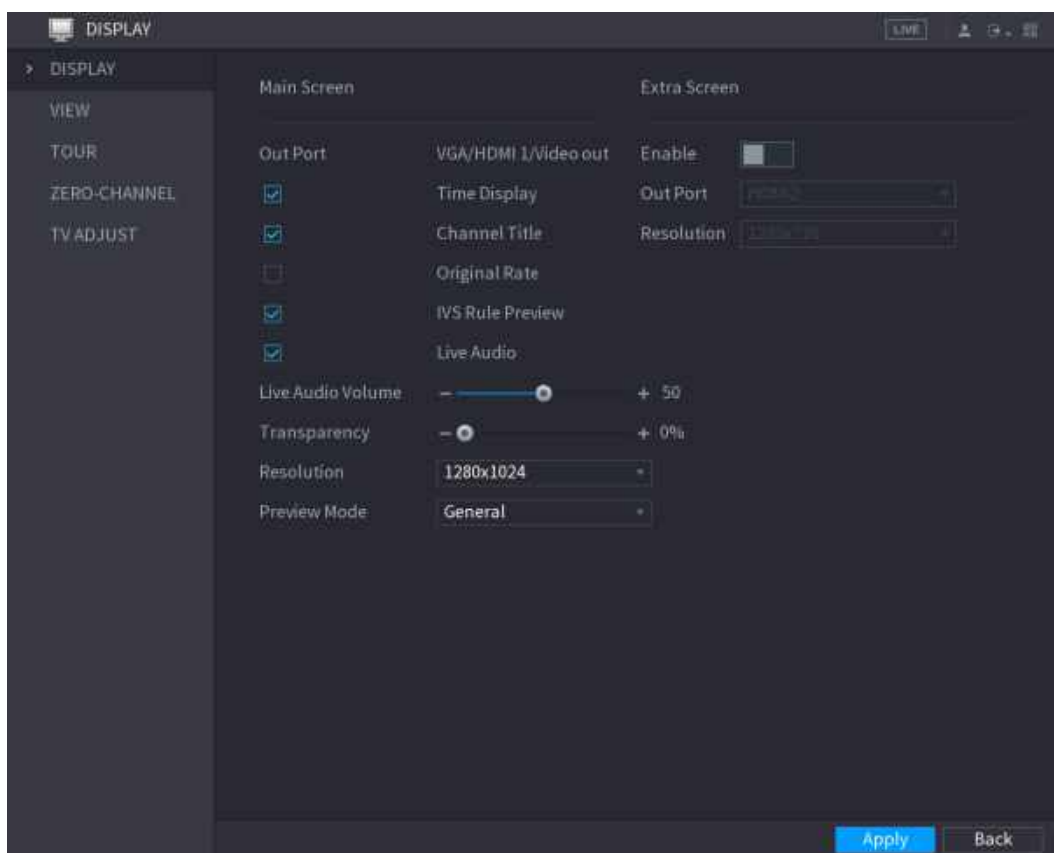 DISPLAY
LIVE
DISPLAY
VIEW
TOUR
ZERO-CHANNEL
TV ADJUST
Main Screen
Extra Screen
Out Port VGA/HDMI 1/Video out
Enable
Time Display
Out Port
Channel Title
Resolution
Original Rate
IVS Rule Preview
Live Audio
Live Audio Volume - + 50
Transparency - + 0%
Resolution 1280x1024
Preview Mode General
Apply Back